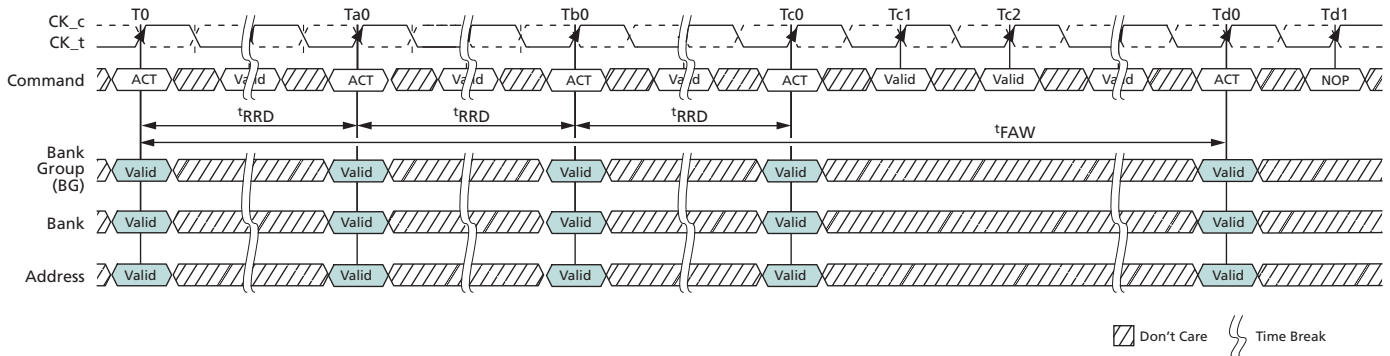 T0 Ta0 Tb0 Tc0 Tc1 Tc2 Td0 Td1
CK_c
CK_t
Command ACT Valid ACT Valid ACT Valid ACT Valid Valid Valid ACT NOP
tRRD tRRD tRRD
tFAW
Bank
Group
(BG)
Valid Valid Valid Valid Valid
Bank Valid Valid Valid Valid Valid
Address Valid Valid Valid Valid Valid
Don't Care Time Break